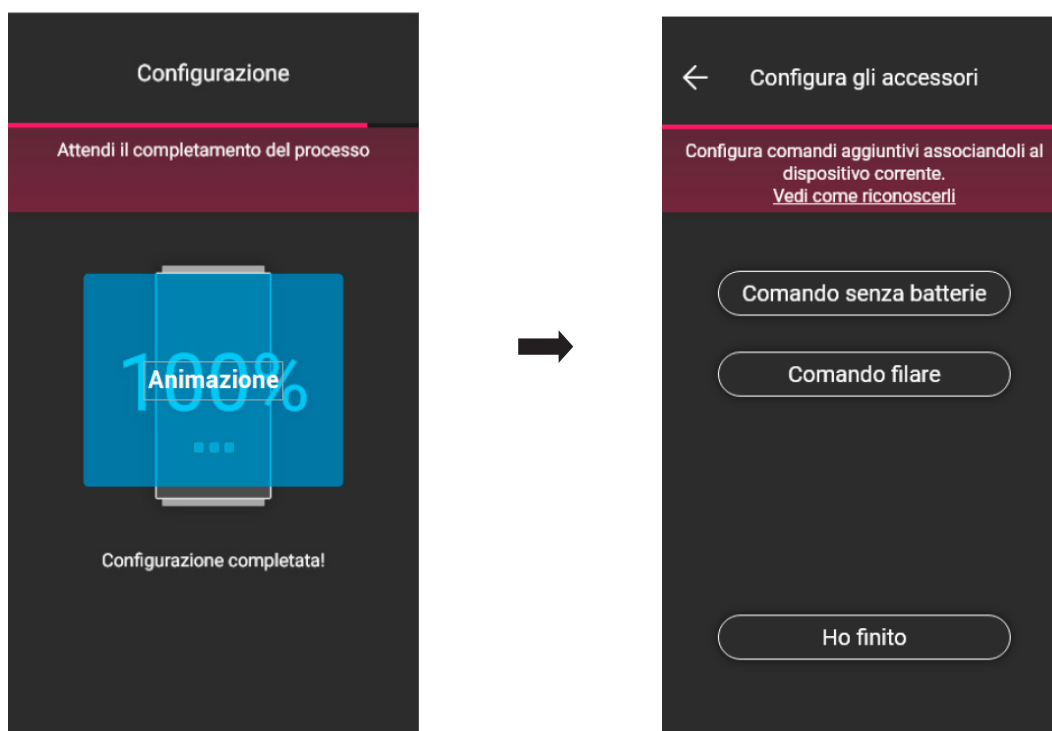 Configurazione
Attendi il completamento del processo
100%
Animazione
Configurazione completata!
Configura gli accessori
Configura comandi aggiuntivi associandoli al
dispositivo corrente.
Vedi come riconoscerli
Comando senza batterie
Comando filare
Ho finito